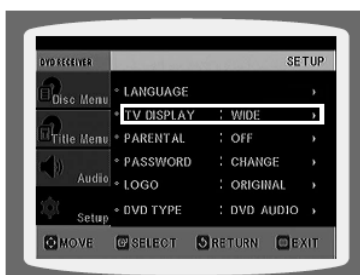 DVD RECEIVER SETUP
Disc Menu
LANGUAGE
TV DISPLAY : WIDE
Title Menu
PARENTAL : OFF
PASSWORD : CHANGE
Audio
LOGO : ORIGINAL
Setup
DVD TYPE : DVD AUDIO
MOVE SELECT RETURN EXIT